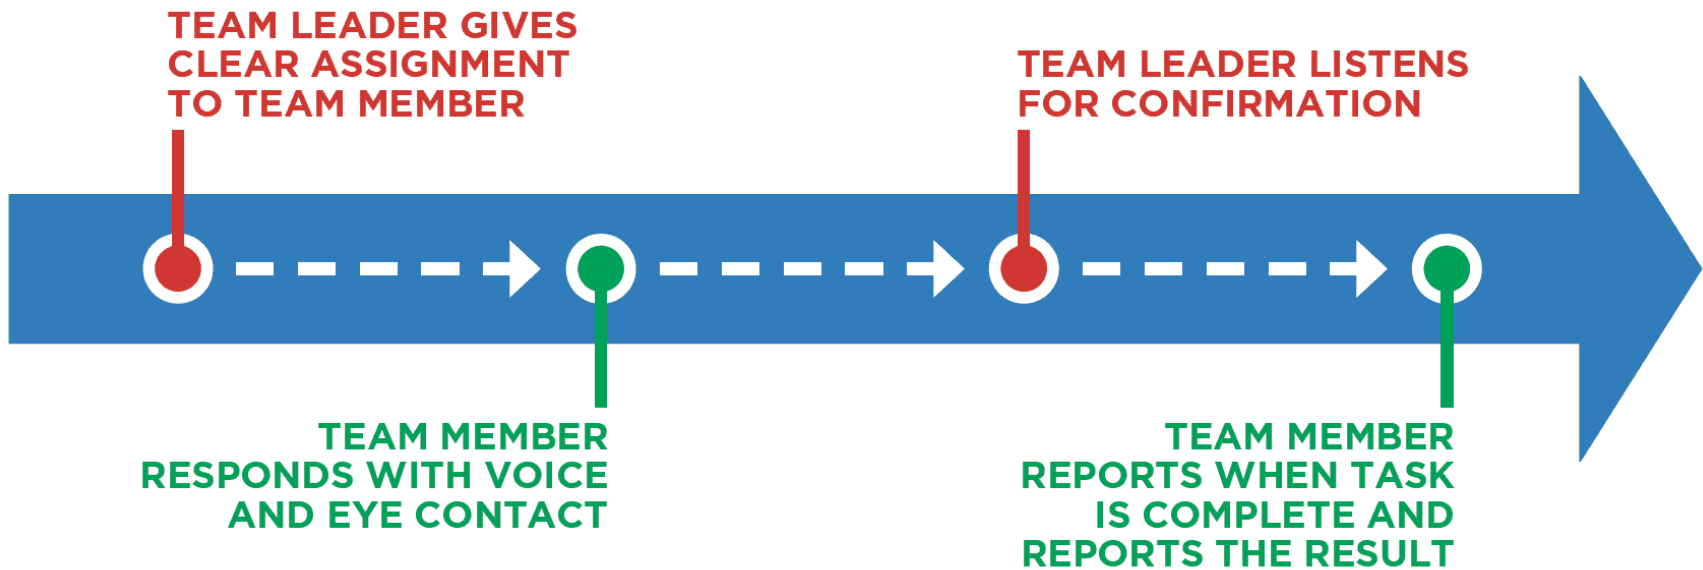 TEAM LEADER GIVES
CLEAR ASSIGNMENT
TO TEAM MEMBER
TEAM MEMBER
RESPONDS WITH VOICE
AND EYE CONTACT
TEAM LEADER LISTENS
FOR CONFIRMATION
TEAM MEMBER
REPORTS WHEN TASK
IS COMPLETE AND
REPORTS THE RESULT